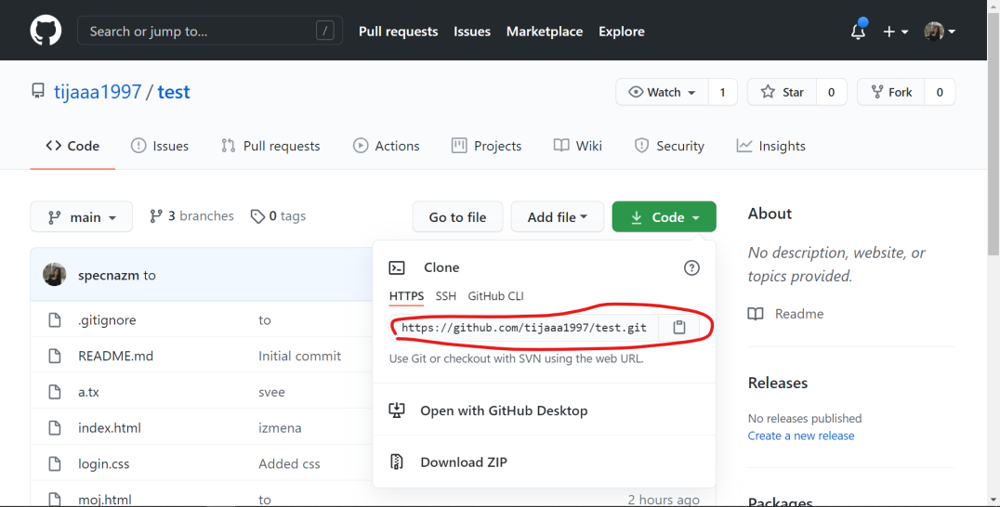 Search or jump to... /
Pull requests Issues Marketplace Explore
tijaaa1997 / test
Watch 1 Star 0 Fork 0
Code Issues Pull requests Actions Projects Wiki Security Insights
main 3 branches 0 tags Go to file Add file Code
specnazm to
.gitignore to
README.md Initial commit
a.tx svee
index.html izmena
login.css Added css
moj.html to 2 hours ago
Clone ?
HTTPS SSH GitHub CLI
https://github.com/tijaaa1997/test.git
Use Git or checkout with SVN using the web URL.
Open with GitHub Desktop
Download ZIP
About
No description, website, or
topics provided.
Readme
Releases
No releases published
Create a new release
Packages